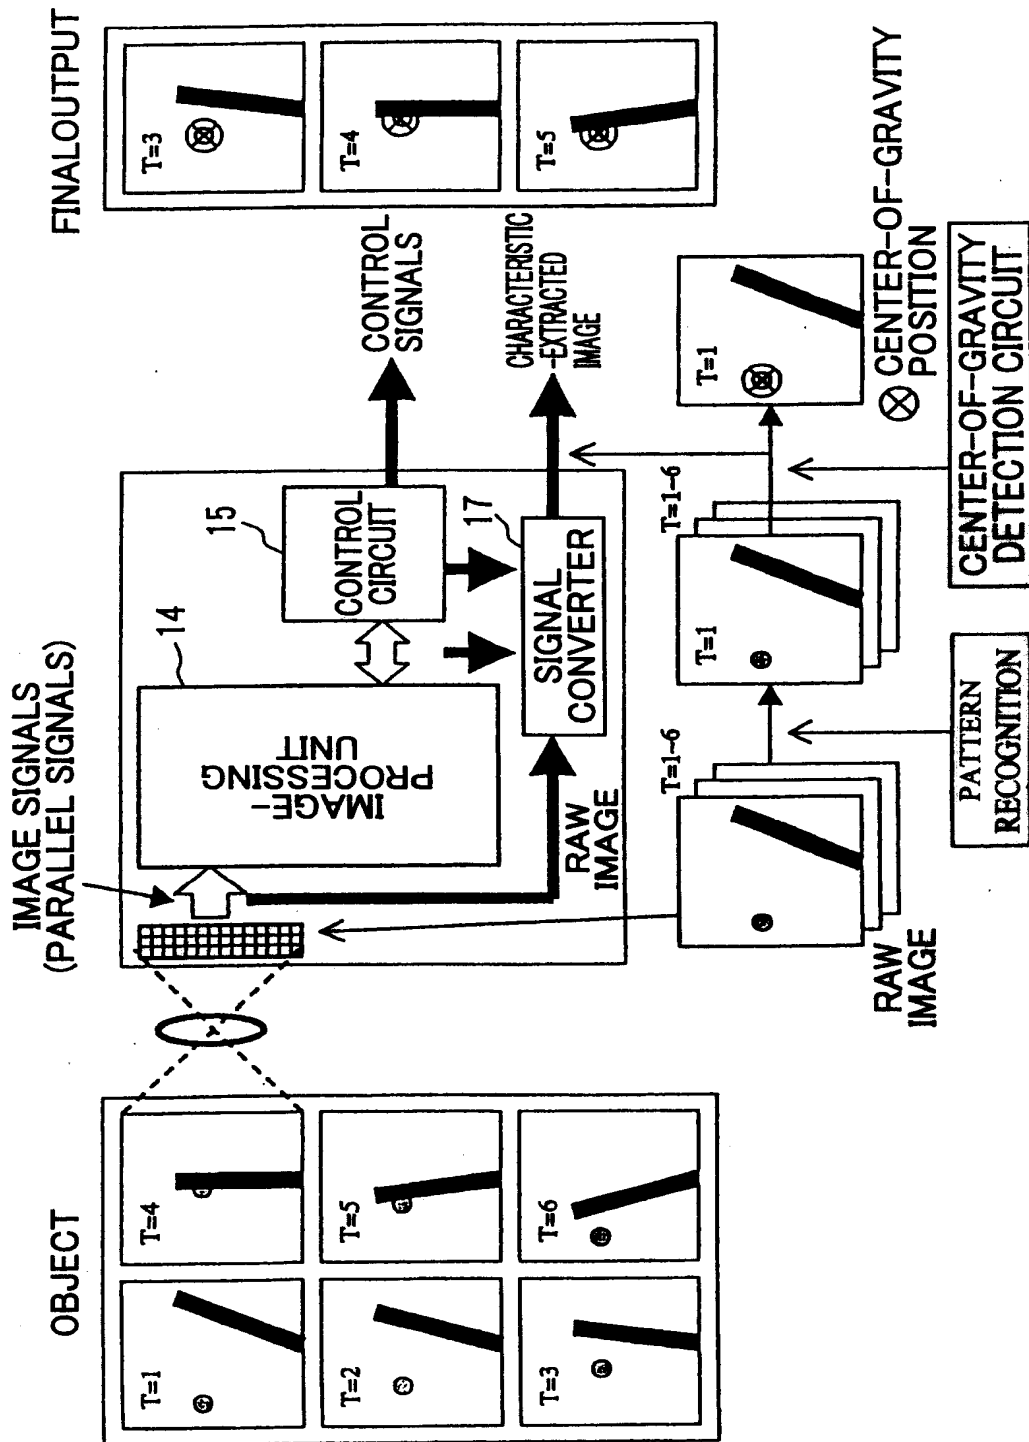 OBJECT
T=1
T=4
T=2
T=5
T=3
T=6
IMAGE SIGNALS
(PARALLEL SIGNALS)
14
IMAGE-
PROCESSING
UNIT
15
CONTROL
CIRCUIT
17
SIGNAL
CONVERTER
RAW
IMAGE
CONTROL
SIGNALS
CHARACTERISTIC
-EXTRACTED
IMAGE
FINALOUTPUT
T=3
T=4
T=5
RAW
IMAGE
T=1~6
PATTERN
RECOGNITION
T=1
T=1~6
T=1
CENTER-OF-GRAVITY
POSITION
CENTER-OF-GRAVITY
DETECTION CIRCUIT